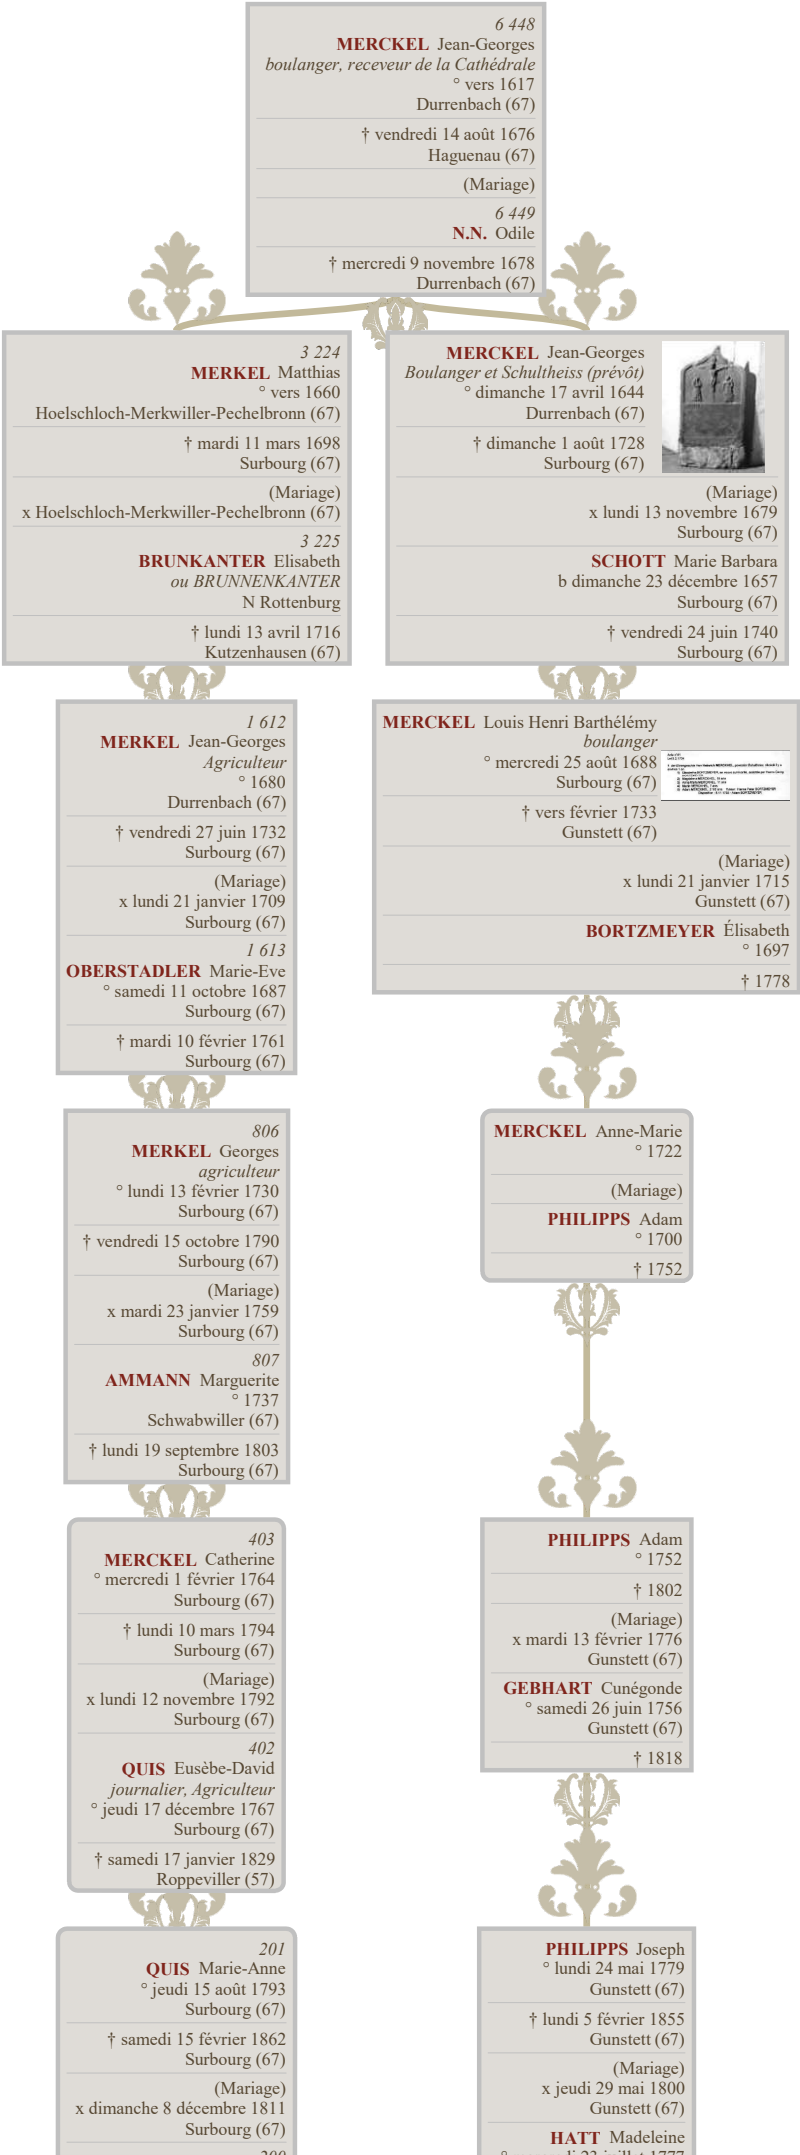 6 448
MERCKEL Jean-Georges
boulanger, receveur de la Cathédrale
° vers 1617
Durrenbach (67)
† vendredi 14 août 1676
Haguenau (67)
(Mariage)
6 449
N.N. Odile
† mercredi 9 novembre 1678
Durrenbach (67)
3 224
MERKEL Matthias
° vers 1660
Hoelschloch-Merkwiller-Pechelbronn (67)
† mardi 11 mars 1698
Surbourg (67)
(Mariage)
x Hoelschloch-Merkwiller-Pechelbronn (67)
3 225
BRUNKANTER Elisabeth
ou BRUNNENKANTER
N Rottenburg
† lundi 13 avril 1716
Kutzenhausen (67)
MERCKEL Jean-Georges
Boulanger et Schultheiss (prévôt)
° dimanche 17 avril 1644
Durrenbach (67)
† dimanche 1 août 1728
Surbourg (67)
(Mariage)
x lundi 13 novembre 1679
Surbourg (67)
SCHOTT Marie Barbara
b dimanche 23 décembre 1657
Surbourg (67)
† vendredi 24 juin 1740
Surbourg (67)
1 612
MERKEL Jean-Georges
Agriculteur
° 1680
Durrenbach (67)
† vendredi 27 juin 1732
Surbourg (67)
(Mariage)
x lundi 21 janvier 1709
Surbourg (67)
1 613
OBERSTADLER Marie-Eve
° samedi 11 octobre 1687
Surbourg (67)
† mardi 10 février 1761
Surbourg (67)
MERCKEL Louis Henri Barthélémy
boulanger
° mercredi 25 août 1688
Surbourg (67)
† vers février 1733
Gunstett (67)
(Mariage)
x lundi 21 janvier 1715
Gunstett (67)
BORTZMEYER Élisabeth
° 1697
† 1778
806
MERKEL Georges
agriculteur
° lundi 13 février 1730
Surbourg (67)
† vendredi 15 octobre 1790
Surbourg (67)
(Mariage)
x mardi 23 janvier 1759
Surbourg (67)
807
AMMANN Marguerite
° 1737
Schwabwiller (67)
† lundi 19 septembre 1803
Surbourg (67)
MERCKEL Anne-Marie
° 1722
(Mariage)
PHILIPPS Adam
° 1700
† 1752
403
MERCKEL Catherine
° mercredi 1 février 1764
Surbourg (67)
† lundi 10 mars 1794
Surbourg (67)
(Mariage)
x lundi 12 novembre 1792
Surbourg (67)
402
QUIS Eusèbe-David
journalier, Agriculteur
° jeudi 17 décembre 1767
Surbourg (67)
† samedi 17 janvier 1829
Roppeviller (57)
PHILIPPS Adam
° 1752
† 1802
(Mariage)
x mardi 13 février 1776
Gunstett (67)
GEBHART Cunégonde
° samedi 26 juin 1756
Gunstett (67)
† 1818
201
QUIS Marie-Anne
° jeudi 15 août 1793
Surbourg (67)
† samedi 15 février 1862
Surbourg (67)
(Mariage)
x dimanche 8 décembre 1811
Surbourg (67)
200
PHILIPPS Joseph
° lundi 24 mai 1779
Gunstett (67)
† lundi 5 février 1855
Gunstett (67)
(Mariage)
x jeudi 29 mai 1800
Gunstett (67)
HATT Madeleine